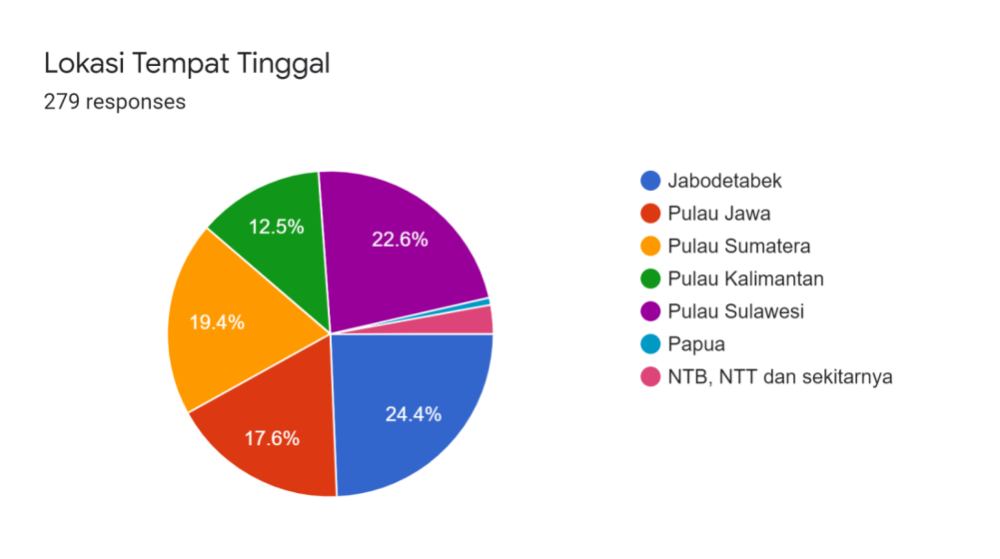 Lokasi Tempat Tinggal
279 responses
12.5%
22.6%
19.4%
17.6%
24.4%
Jabodetabek
Pulau Jawa
Pulau Sumatera
Pulau Kalimantan
Pulau Sulawesi
Papua
NTB, NTT dan sekitarnya